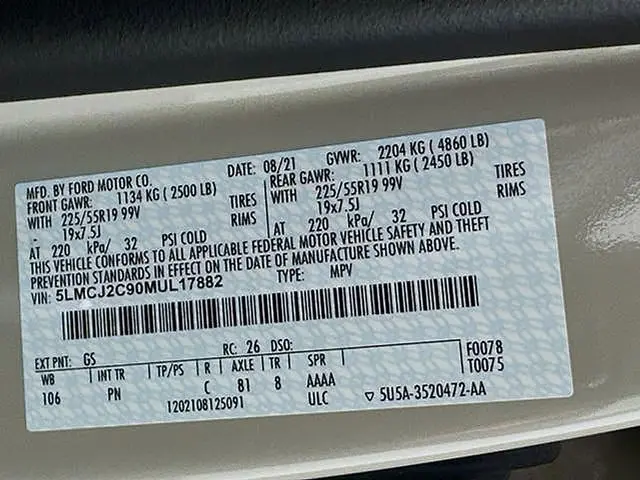 MFD. BY FORD MOTOR CO. DATE: 08/21 GVWR: 2204 KG ( 4860 LB)
FRONT GAWR: 1134 KG ( 2500 LB) REAR GAWR: 1111 KG ( 2450 LB)
WITH 225/55R19 99V TIRES WITH 225/55R19 99V TIRES
- 19x7.5J RIMS 19x7.5J RIMS
AT 220 kPa/ 32 PSI COLD AT 220 kPa/ 32 PSI COLD
THIS VEHICLE CONFORMS TO ALL APPLICABLE FEDERAL MOTOR VEHICLE SAFETY AND THEFT
PREVENTION STANDARDS IN EFFECT ON THE DATE OF MANUFACTURE SHOWN ABOVE.
VIN: 5LMCJ2C90MUL17882 TYPE: MPV
EXT PNT: GS RC: 26 DSO: F0078
WB INT TR TP/PS R AXLE TR SPR T0075
106 PN C 81 8 AAAA
1202108125091 ULC ▽ 5U5A-3520472-AA